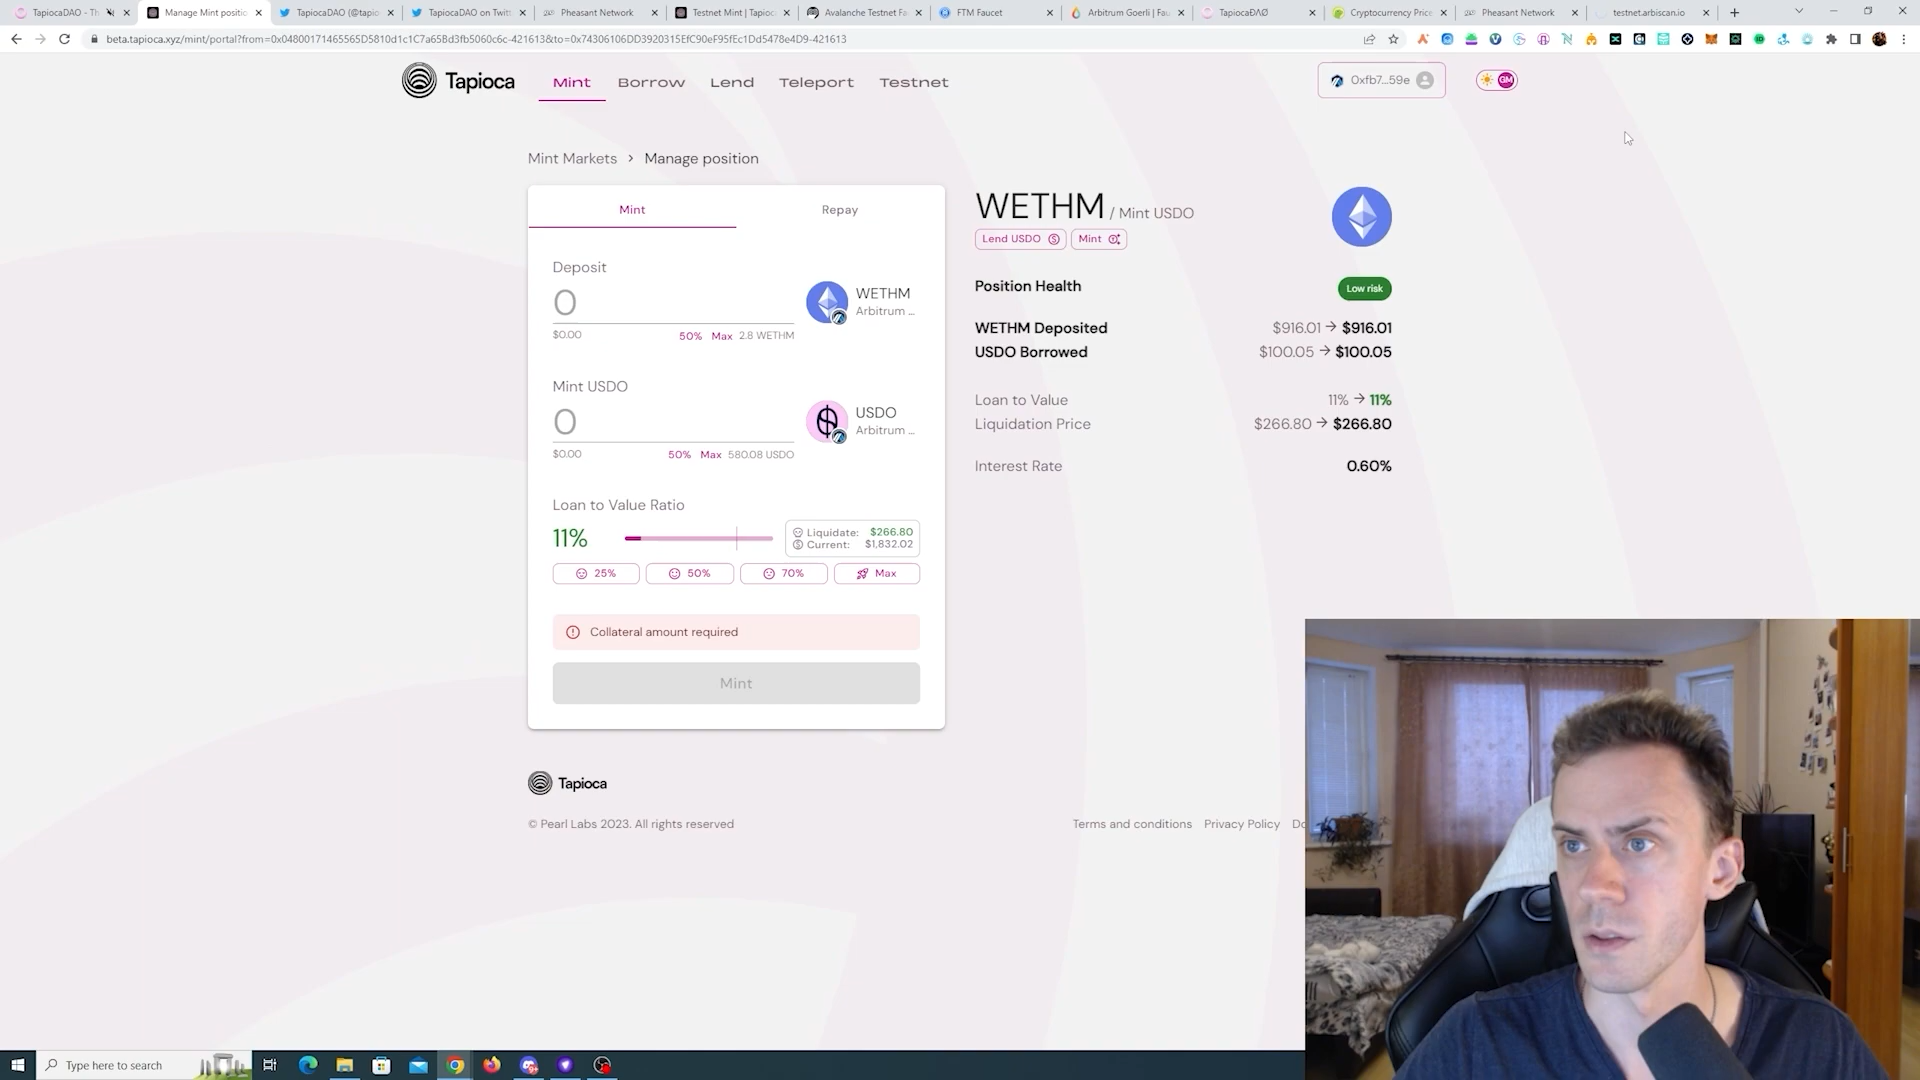 TapiocaDAO - Th
Manage Mint positio
TapiocaDAO (@tapio
TapiocaDAO on Twitt
Pheasant Network
Testnet Mint | Tapioc
Avalanche Testnet Fa
FTM Faucet
Arbitrum Goerli | Fau
TapiocaĐΛØ
Cryptocurrency Price
Pheasant Network
testnet.arbiscan.io
beta.tapioca.xyz/mint/portal?from=0x04800171465565D5810d1c1C7a65Bd3fb5060c6c-421613&to=0x74306106DD3920315EfC90eF95fEc1Dd5478e4D9-421613
Tapioca
Mint
Borrow
Lend
Teleport
Testnet
0xfb7...59e
GM
Mint Markets > Manage position
Mint
Repay
Deposit
0
WETHM
Arbitrum ...
$0.00
50% Max 2.8 WETHM
Mint USDO
0
USDO
Arbitrum ...
$0.00
50% Max 580.08 USDO
Loan to Value Ratio
11%
Liquidate: $266.80
Current: $1,832.02
25%
50%
70%
Max
Collateral amount required
Mint
WETHM / Mint USDO
Lend USDO
Mint
Position Health
Low risk
WETHM Deposited
$916.01 → $916.01
USDO Borrowed
$100.05 → $100.05
Loan to Value
11% → 11%
Liquidation Price
$266.80 → $266.80
Interest Rate
0.60%
Tapioca
© Pearl Labs 2023. All rights reserved
Terms and conditions
Privacy Policy
Do
Type here to search